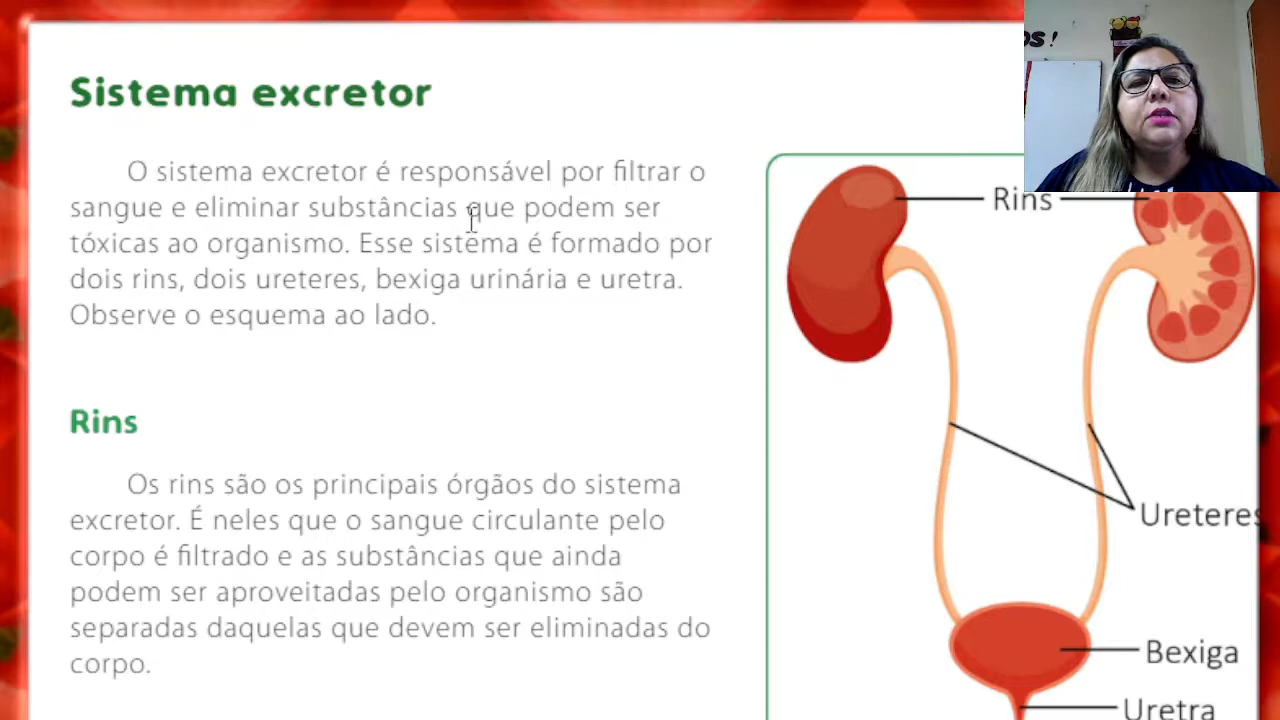 Sistema excretor
O sistema excretor é responsável por filtrar o
sangue e eliminar substâncias que podem ser
tóxicas ao organismo. Esse sistema é formado por
dois rins, dois ureteres, bexiga urinária e uretra.
Observe o esquema ao lado.
Rins
Os rins são os principais órgãos do sistema
excretor. É neles que o sangue circulante pelo
corpo é filtrado e as substâncias que ainda
podem ser aproveitadas pelo organismo são
separadas daquelas que devem ser eliminadas do
corpo.
OS!
Rins
Ureteres
Bexiga
Uretra